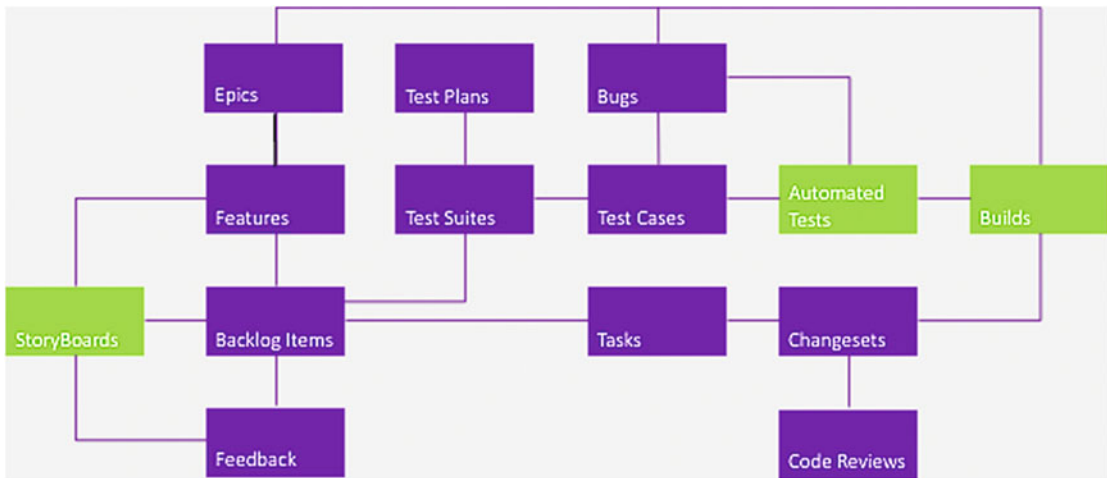 Epics
Test Plans
Bugs
Features
Test Suites
Test Cases
Automated
Tests
Builds
StoryBoards
Backlog Items
Tasks
Changesets
Feedback
Code Reviews